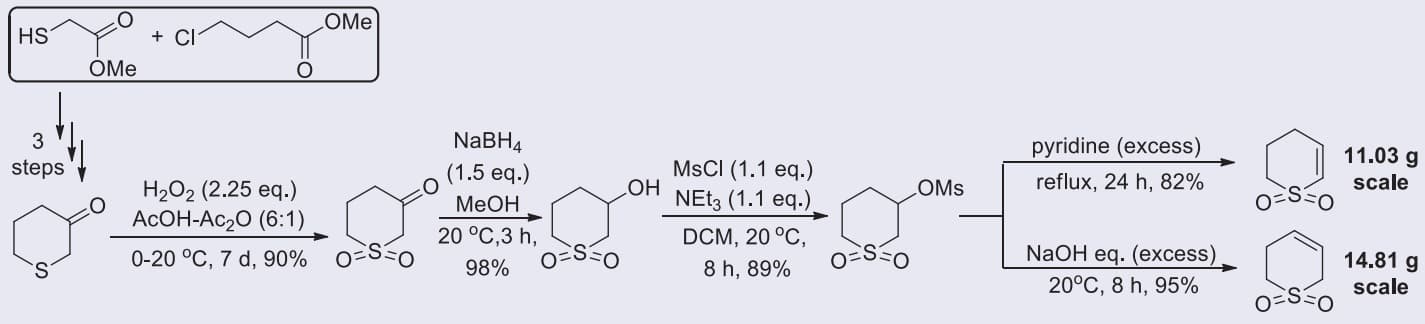 HS
O
OMe
+
Cl
OMe
O
3
steps
O
S
H₂O₂ (2.25 eq.)
AcOH-Ac₂O (6:1)
0-20 °C, 7 d, 90%
O
S
O
O
NaBH₄
(1.5 eq.)
MeOH
20 °C,3 h,
98%
OH
S
O
O
MsCl (1.1 eq.)
NEt₃ (1.1 eq.)
DCM, 20 °C,
8 h, 89%
OMs
S
O
O
pyridine (excess)
reflux, 24 h, 82%
S
O
O
11.03 g
scale
NaOH eq. (excess)
20°C, 8 h, 95%
S
O
O
14.81 g
scale